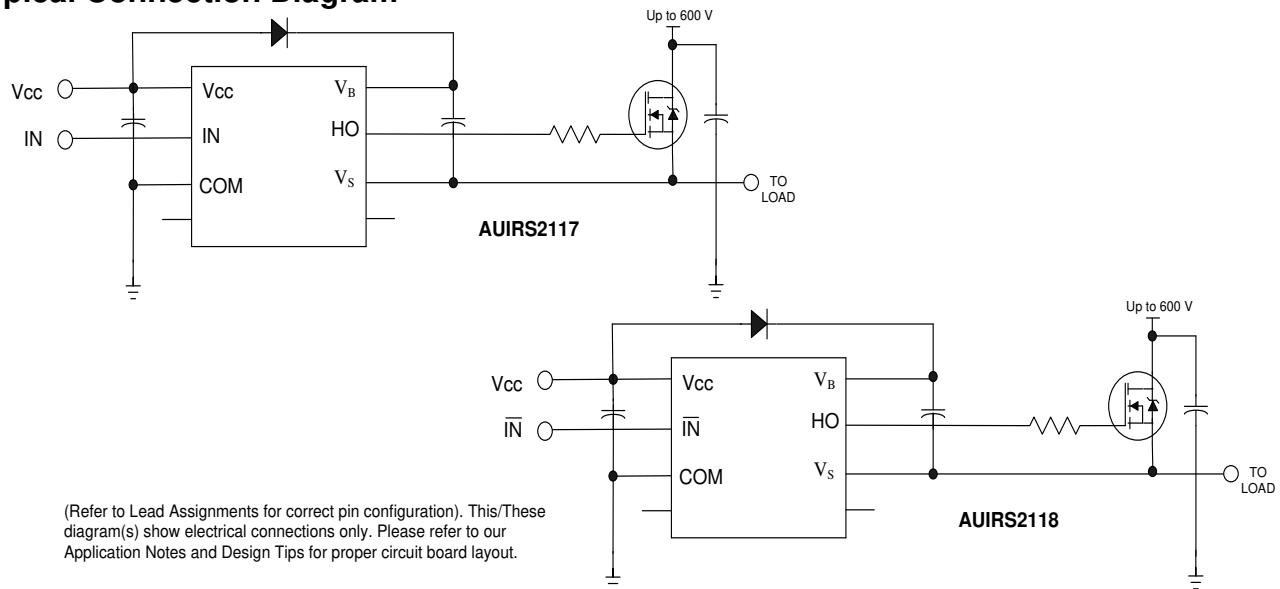 pical Connection Diagram
Up to 600 V
Vcc
Vcc
VB
IN
IN
HO
COM
VS
TO
LOAD
AUIRS2117
Up to 600 V
Vcc
Vcc
VB
I̅N̅
I̅N̅
HO
COM
VS
TO
LOAD
AUIRS2118
(Refer to Lead Assignments for correct pin configuration). This/These
diagram(s) show electrical connections only. Please refer to our
Application Notes and Design Tips for proper circuit board layout.